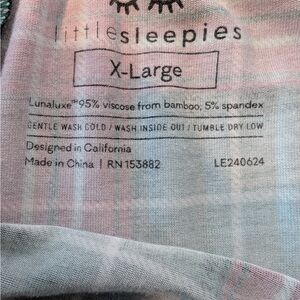 littlesleepies
X-Large
Lunaluxe™ 95% viscose from bamboo, 5% spandex
GENTLE WASH COLD / WASH INSIDE OUT / TUMBLE DRY LOW
Designed in California
Made in China | RN 153882 LE240624